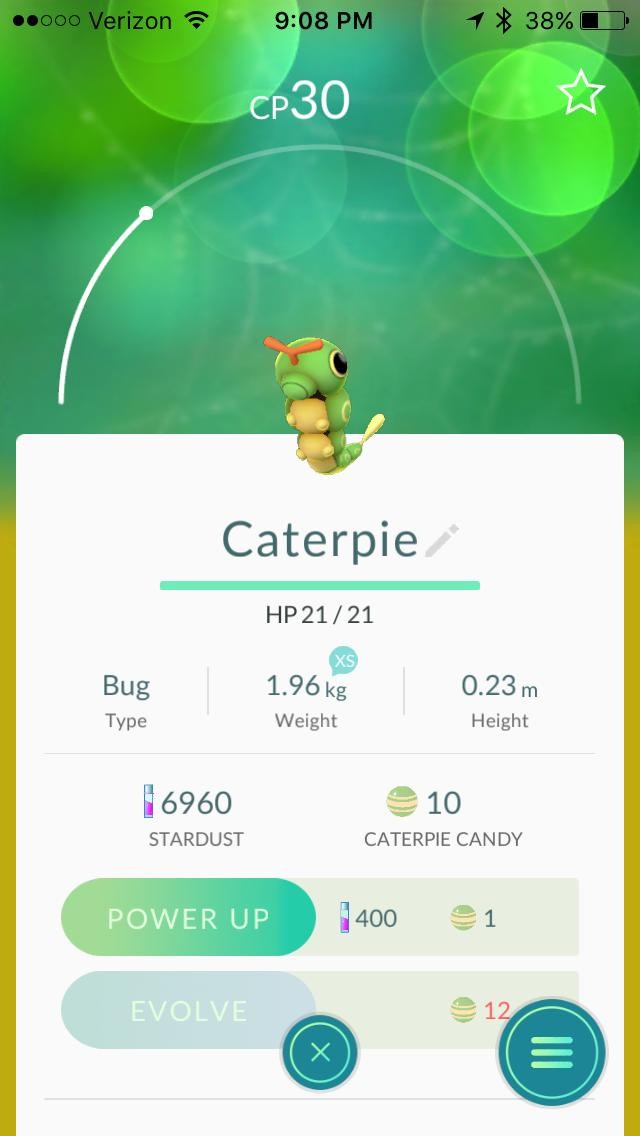 Verizon 9:08 PM 38%
CP30
Caterpie
HP 21 / 21
XS
Bug 1.96 kg 0.23 m
Type Weight Height
6960 10
STARDUST CATERPIE CANDY
POWER UP 400 1
EVOLVE 12